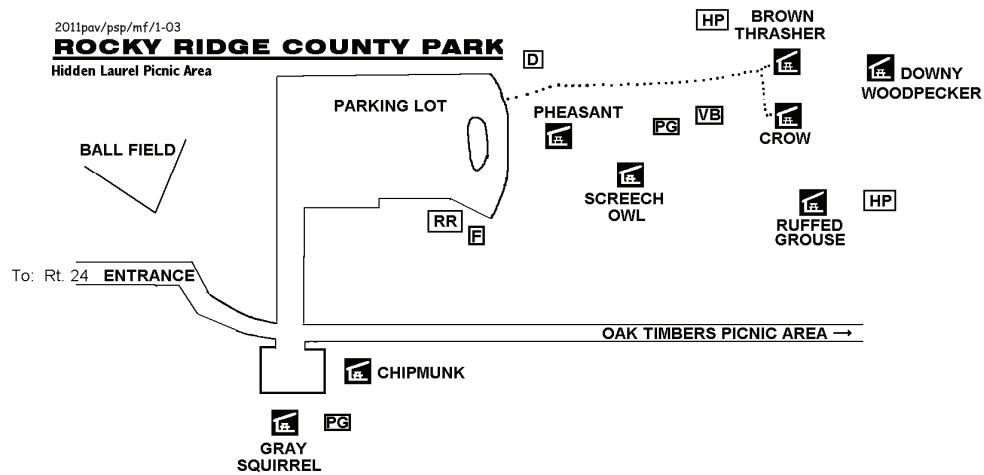 2011pav/psp/mf/1-03
ROCKY RIDGE COUNTY PARK
Hidden Laurel Picnic Area
HP
BROWN
THRASHER
D
DOWNY
WOODPECKER
PARKING LOT
PHEASANT
PG
VB
CROW
BALL FIELD
SCREECH
OWL
HP
RUFFED
GROUSE
RR
F
To: Rt. 24 ENTRANCE
OAK TIMBERS PICNIC AREA →
CHIPMUNK
PG
GRAY
SQUIRREL